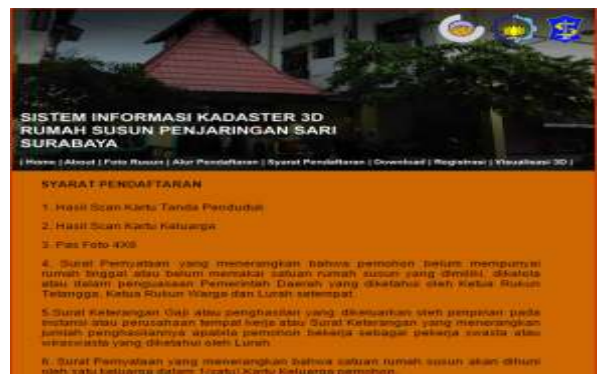 SISTEM INFORMASI KADASTER 3D
RUMAH SUSUN PENJARINGAN SARI
SURABAYA
| Home | About | Foto Rusun | Alur Pendaftaran | Syarat Pendaftaran | Download | Registrasi | Visualisasi 3D |
SYARAT PENDAFTARAN
1. Hasil Scan Kartu Tanda Penduduk
2. Hasil Scan Kartu Keluarga
3. Pas Foto 4X6
4. Surat Pernyataan yang menerangkan bahwa pemohon belum mempunyai
rumah tinggal atau belum memakai satuan rumah susun yang dimiliki, dikelola
atau dalam penguasaan Pemerintah Daerah yang diketahui oleh Ketua Rukun
Tetangga, Ketua Rukun Warga dan Lurah setempat
5.Surat Keterangan Gaji atau penghasilan yang dikeluarkan oleh pimpinan pada
instansi atau perusahaan tempat kerja atau Surat Keterangan yang menerangkan
jumlah penghasilannya apabila pemohon bekerja sebagai pekerja swasta atau
wiraswasta yang diketahui oleh Lurah
6. Surat Pernyataan yang menerangkan bahwa satuan rumah susun akan dihuni
oleh satu keluarga dalam 1(satu) Kartu Keluarga pemohon